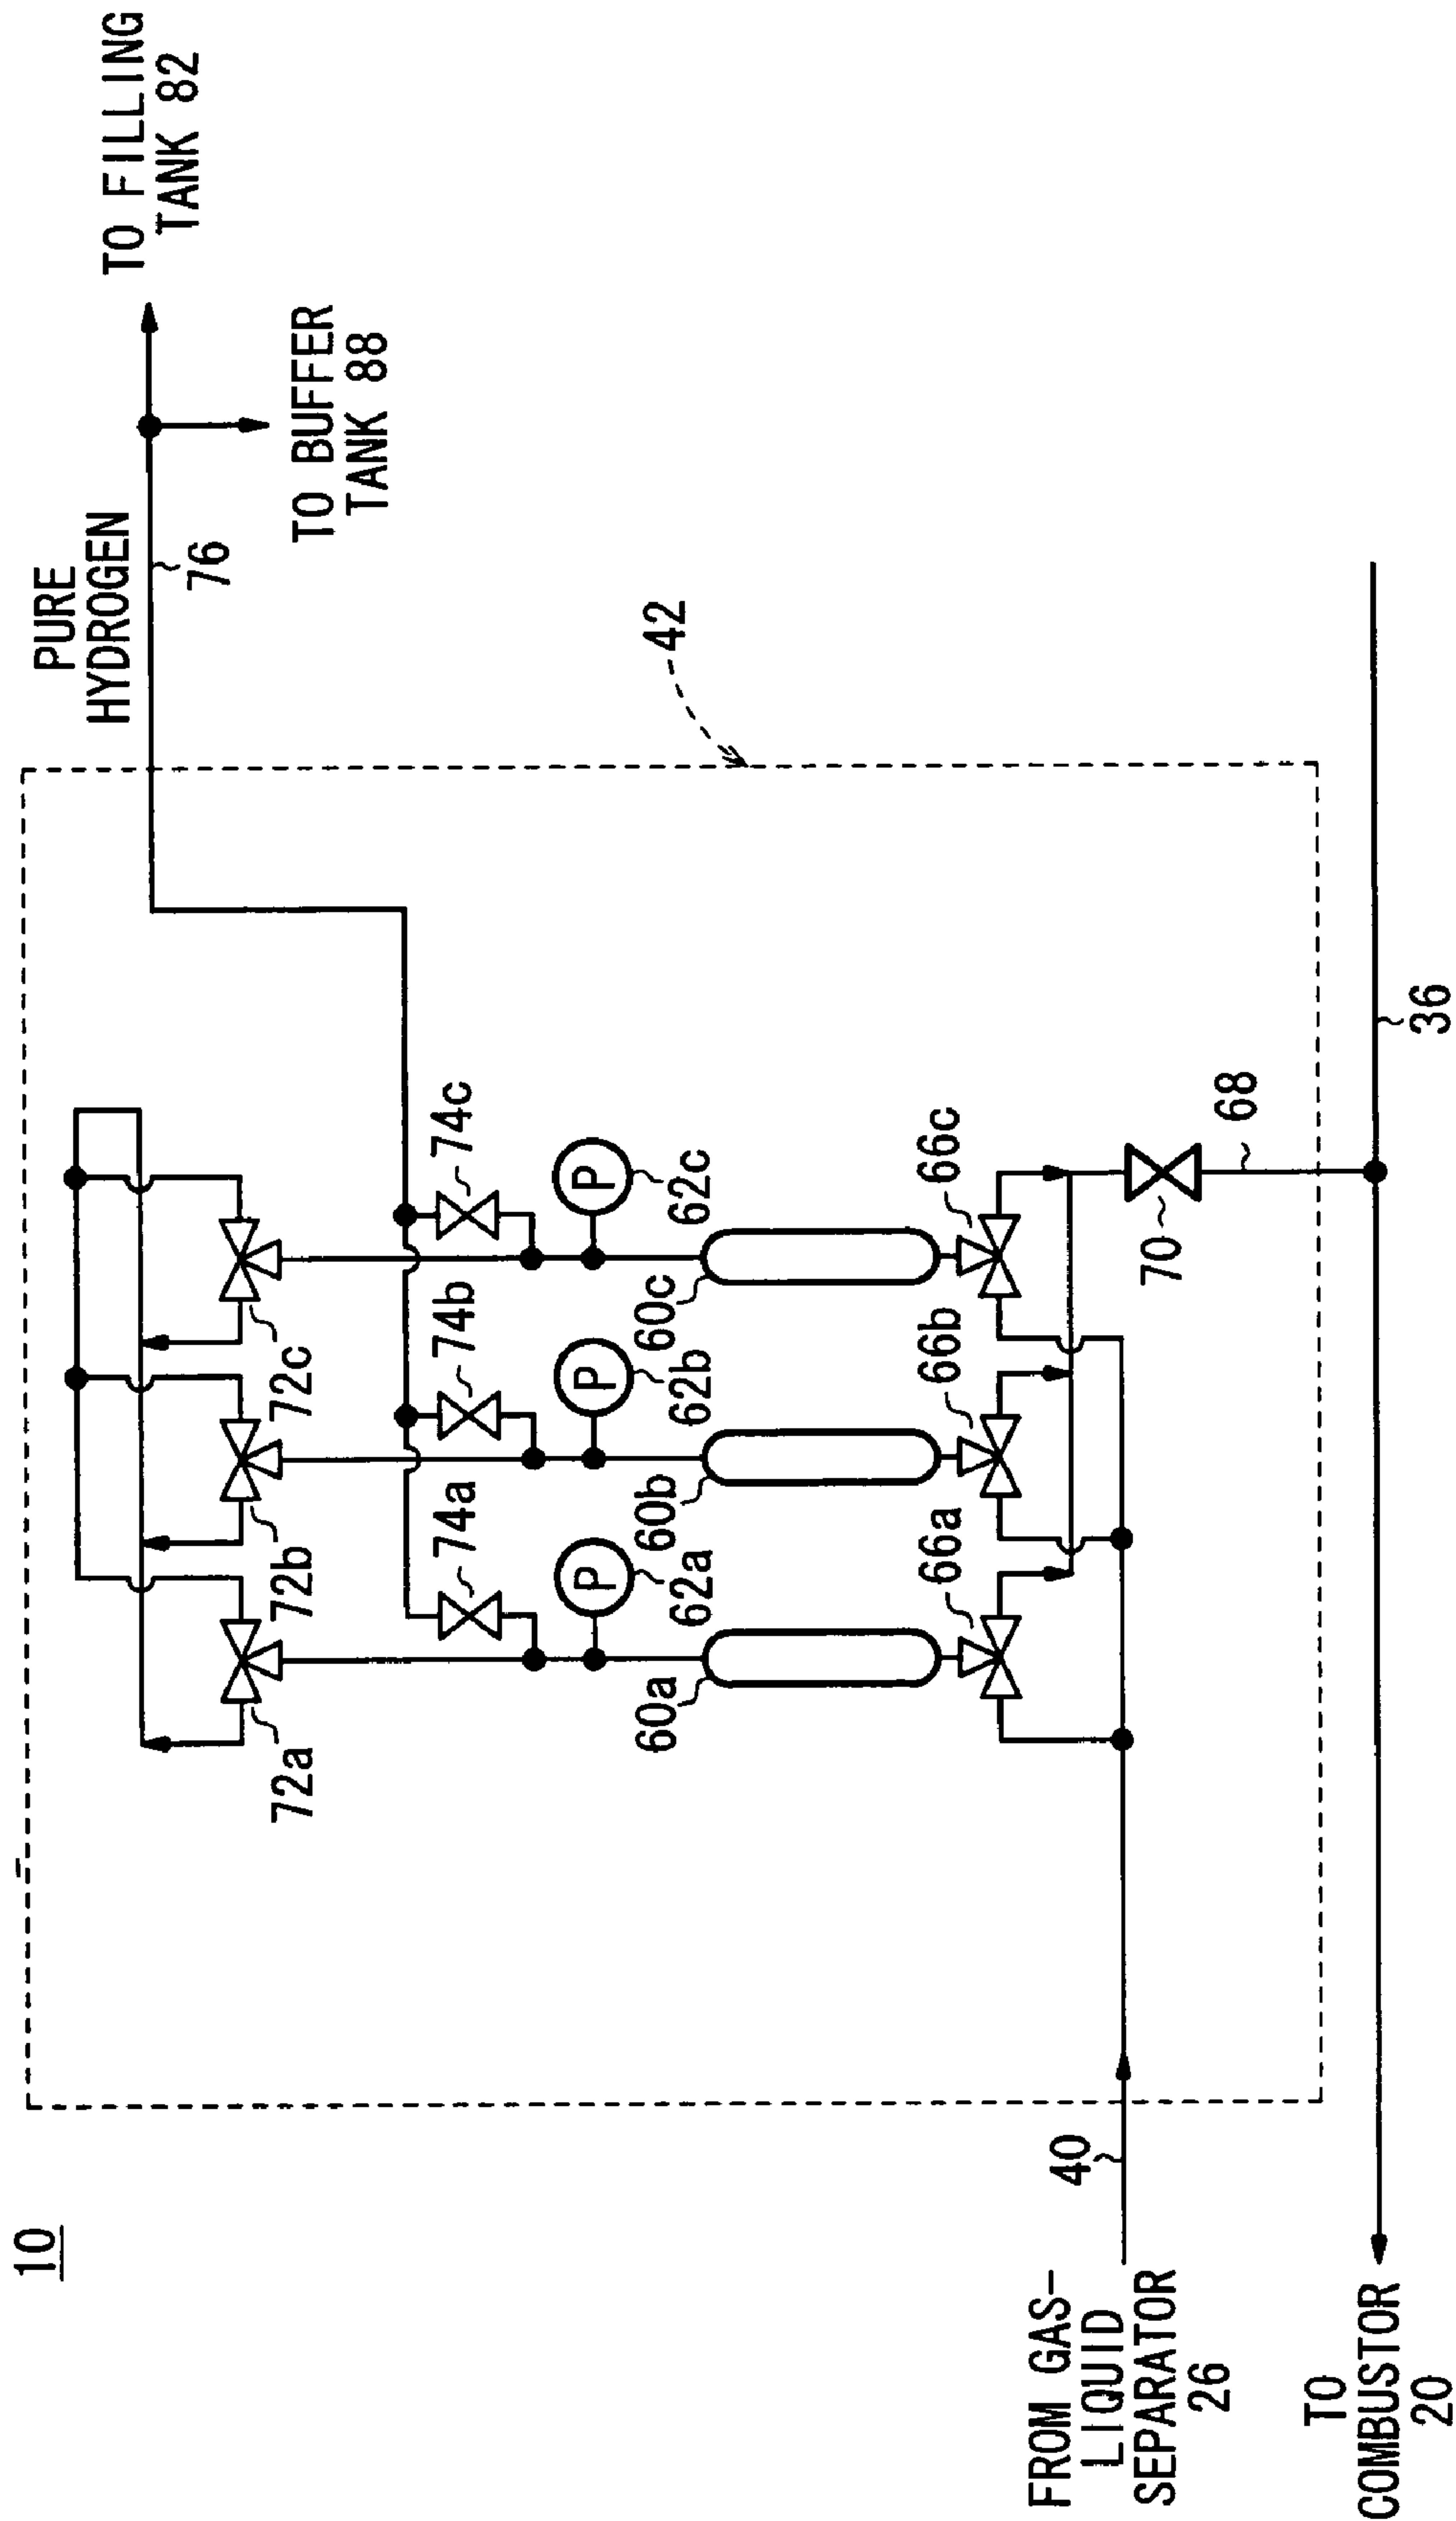 10
PURE
HYDROGEN
76
TO FILLING
TANK 82
TO BUFFER
TANK 88
42
72a
72b
72c
74a
74b
74c
P
P
P
62a
62b
62c
60a
60b
60c
66a
66b
66c
70
68
40
36
FROM GAS-
LIQUID
SEPARATOR
26
TO
COMBUSTOR
20